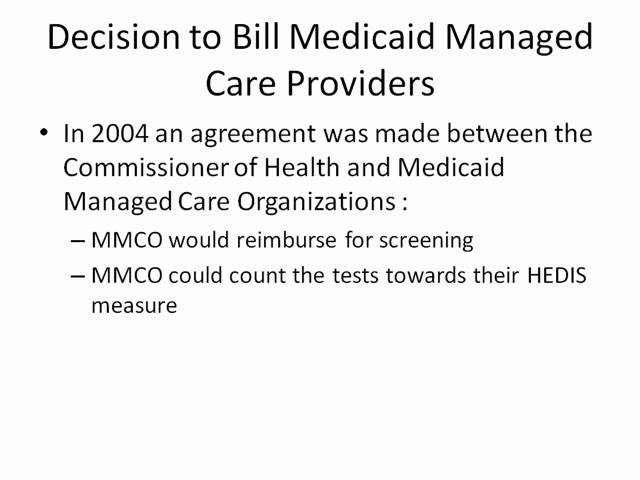 Decision to Bill Medicaid Managed
Care Providers
• In 2004 an agreement was made between the
Commissioner of Health and Medicaid
Managed Care Organizations :
– MMCO would reimburse for screening
– MMCO could count the tests towards their HEDIS
measure